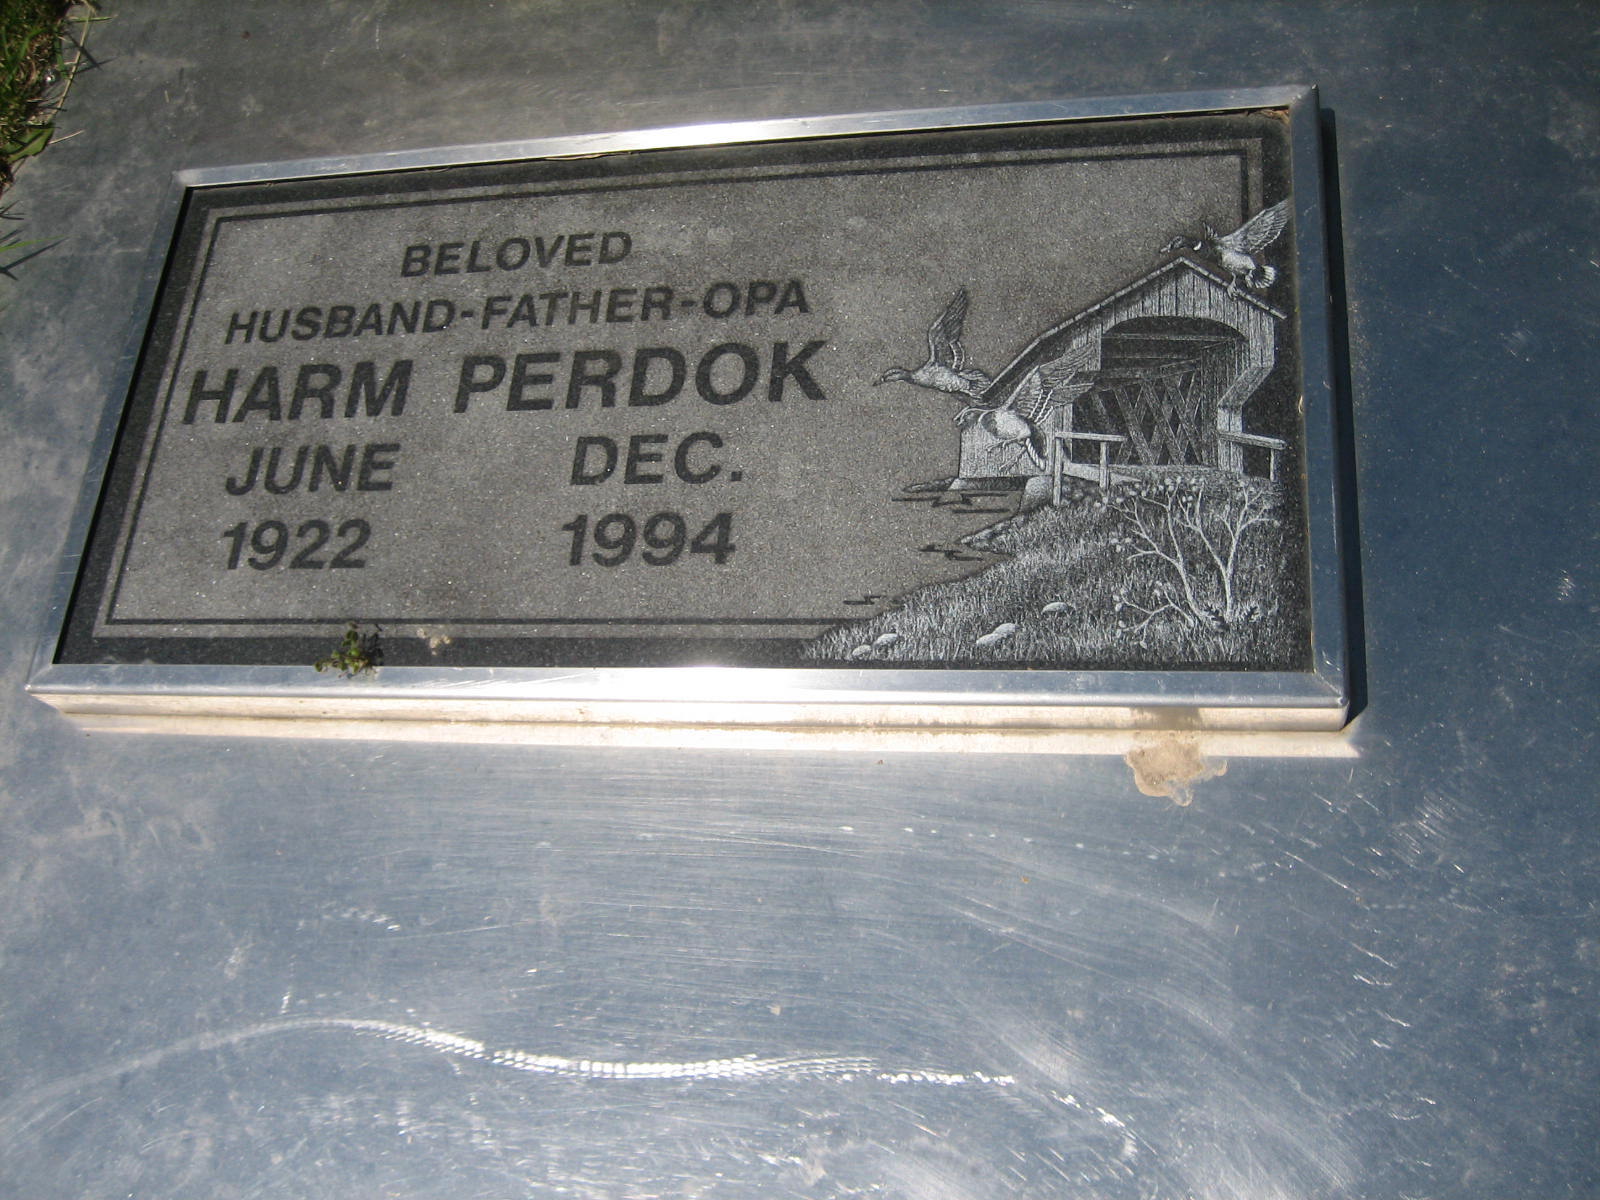 BELOVED
HUSBAND-FATHER-OPA
HARM PERDOK
JUNE DEC.
1922 1994